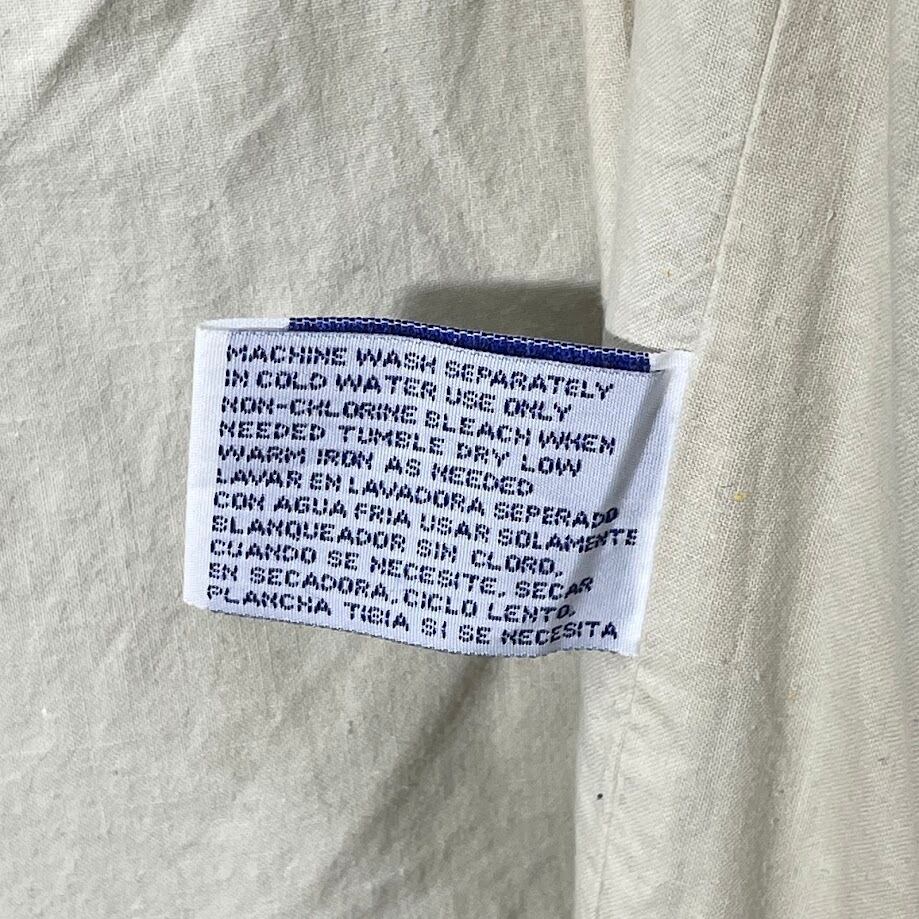 MACHINE WASH SEPARATELY
IN COLD WATER USE ONLY
NON-CHLORINE BLEACH WHEN
NEEDED TUMBLE DRY LOW
WARM IRON AS NEEDED
LAVAR EN LAVADORA SEPERADO
CON AGUA FRIA USAR SOLAMENTE
BLANQUEADOR SIN CLORO,
CUANDO SE NECESITE, SECAR
EN SECADORA, CICLO LENTO,
PLANCHA TIBIA SI SE NECESITA